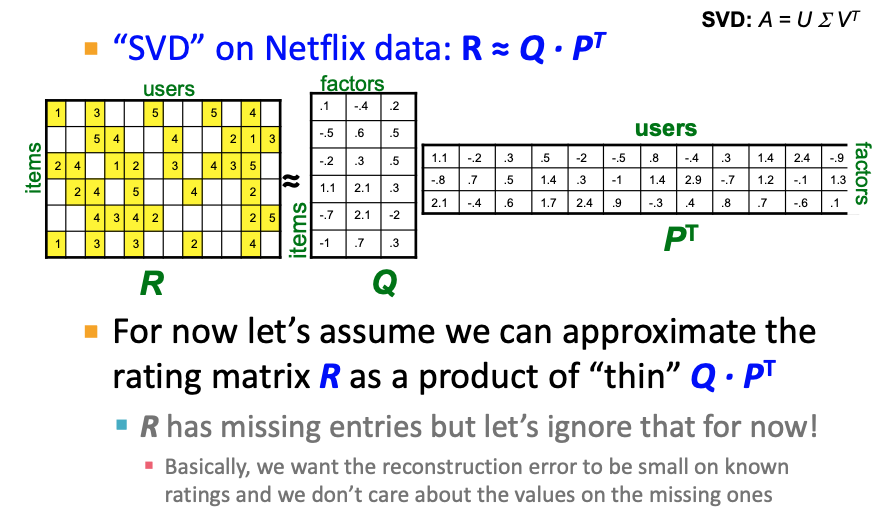 SVD: A = U Σ Vᵀ
"SVD" on Netflix data: R ≈ Q · Pᵀ
users
items
1 3 5 5 4
5 4 4 2 1 3
2 4 1 2 3 4 3 5
2 4 5 4 2
4 3 4 2 2 5
1 3 3 2 4
R
≈
factors
items
.1 -.4 .2
-.5 .6 .5
-.2 .3 .5
1.1 2.1 .3
-.7 2.1 -2
-1 .7 .3
Q
users
factors
1.1 -.2 .3 .5 -2 -.5 .8 -.4 .3 1.4 2.4 -.9
-.8 .7 .5 1.4 .3 -1 1.4 2.9 -.7 1.2 -.1 1.3
2.1 -.4 .6 1.7 2.4 .9 -.3 .4 .8 .7 -.6 .1
Pᵀ
For now let's assume we can approximate the
rating matrix R as a product of "thin" Q · Pᵀ
R has missing entries but let's ignore that for now!
Basically, we want the reconstruction error to be small on known
ratings and we don't care about the values on the missing ones